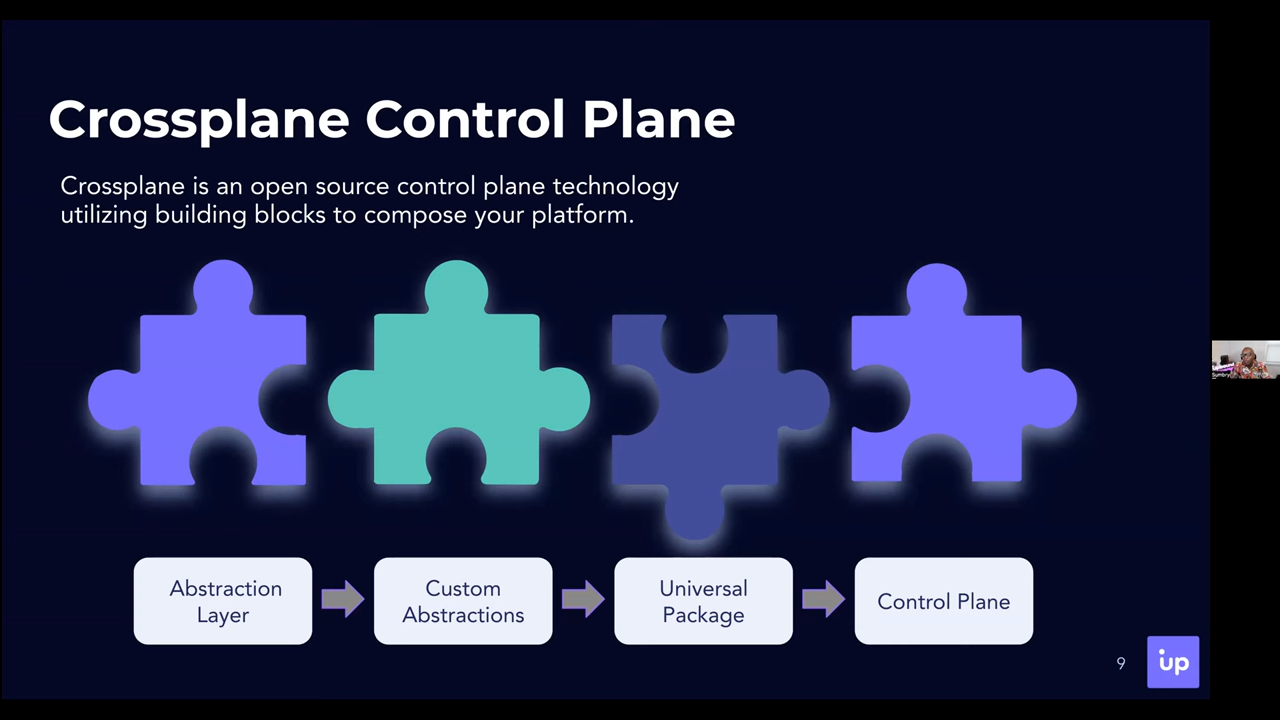 Crossplane Control Plane
Crossplane is an open source control plane technology
utilizing building blocks to compose your platform.
Abstraction
Layer
Custom
Abstractions
Universal
Package
Control Plane
9
up